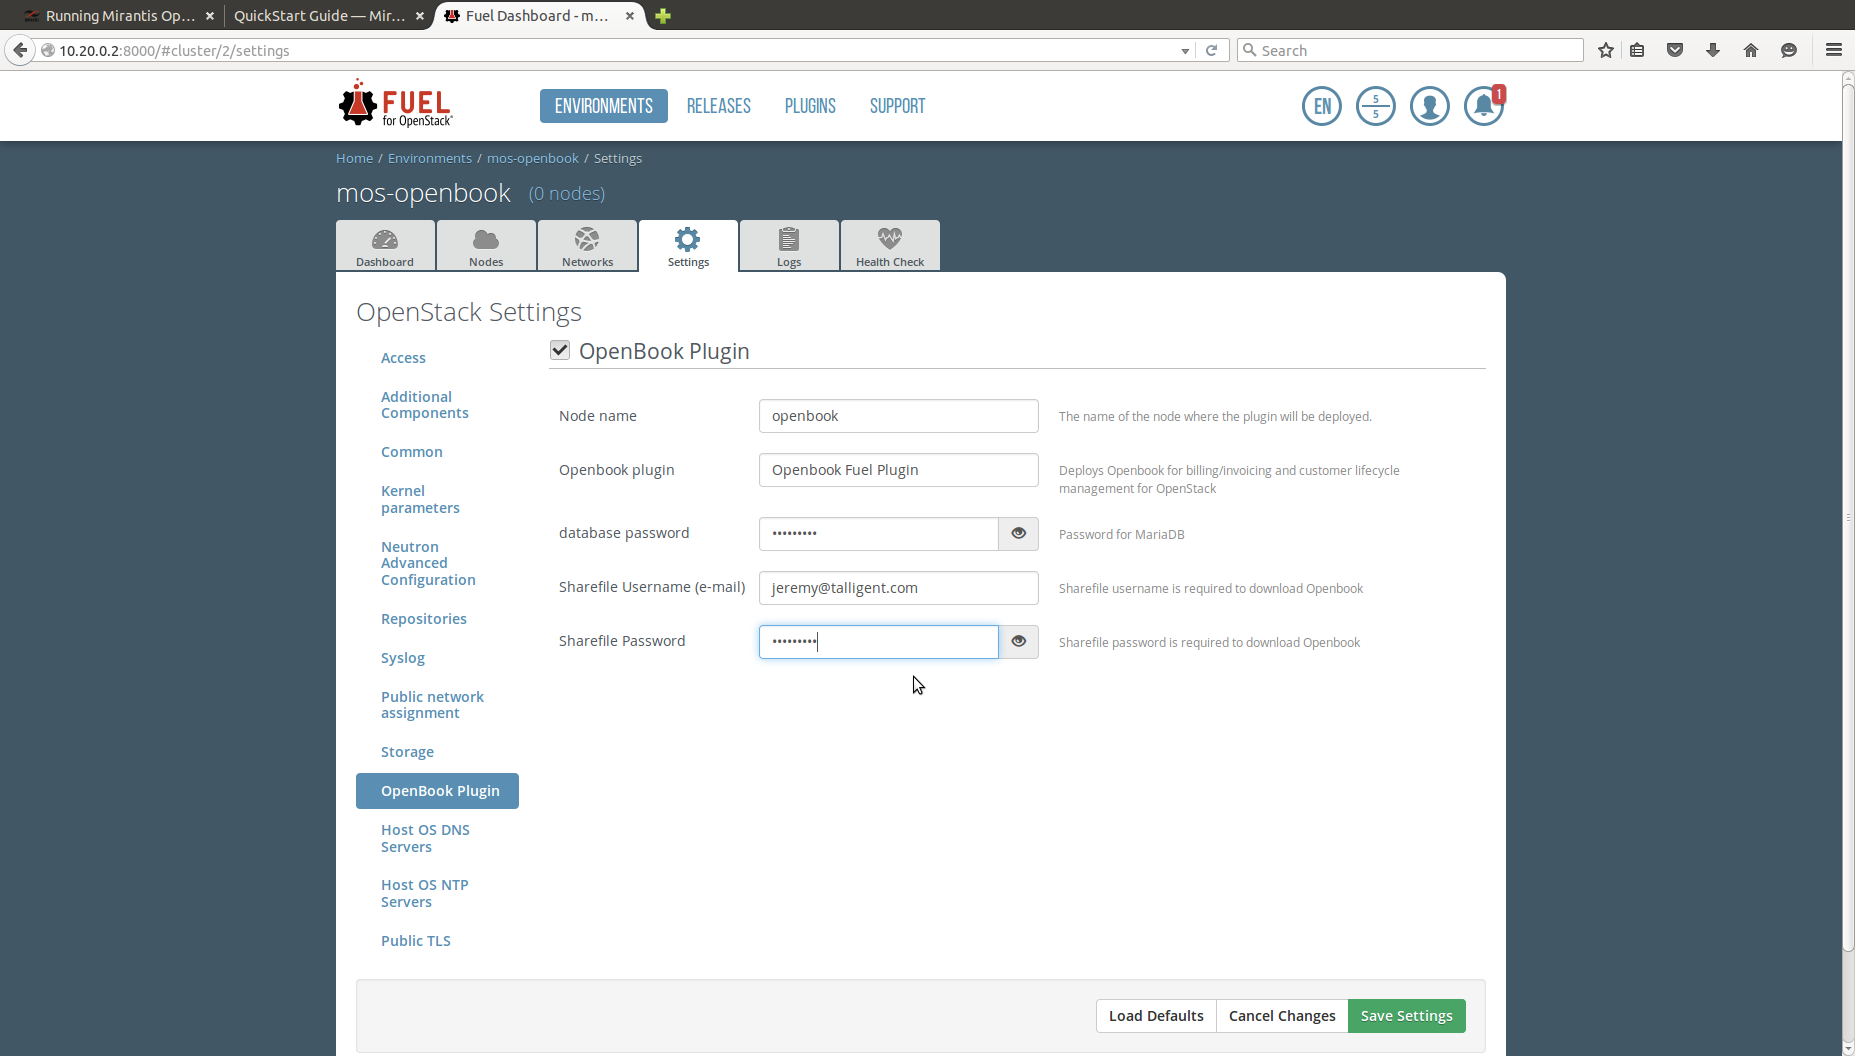 Running Mirantis Op...
QuickStart Guide — Mir...
Fuel Dashboard - m...
10.20.0.2:8000/#cluster/2/settings
Search
FUEL
for OpenStack
ENVIRONMENTS
RELEASES
PLUGINS
SUPPORT
EN
5
5
1
Home / Environments / mos-openbook / Settings
mos-openbook (0 nodes)
Dashboard
Nodes
Networks
Settings
Logs
Health Check
OpenStack Settings
Access
Additional
Components
Common
Kernel
parameters
Neutron
Advanced
Configuration
Repositories
Syslog
Public network
assignment
Storage
OpenBook Plugin
Host OS DNS
Servers
Host OS NTP
Servers
Public TLS
OpenBook Plugin
Node name
openbook
The name of the node where the plugin will be deployed.
Openbook plugin
Openbook Fuel Plugin
Deploys Openbook for billing/invoicing and customer lifecycle
management for OpenStack
database password
•••••••••
Password for MariaDB
Sharefile Username (e-mail)
jeremy@talligent.com
Sharefile username is required to download Openbook
Sharefile Password
•••••••••
Sharefile password is required to download Openbook
Load Defaults
Cancel Changes
Save Settings